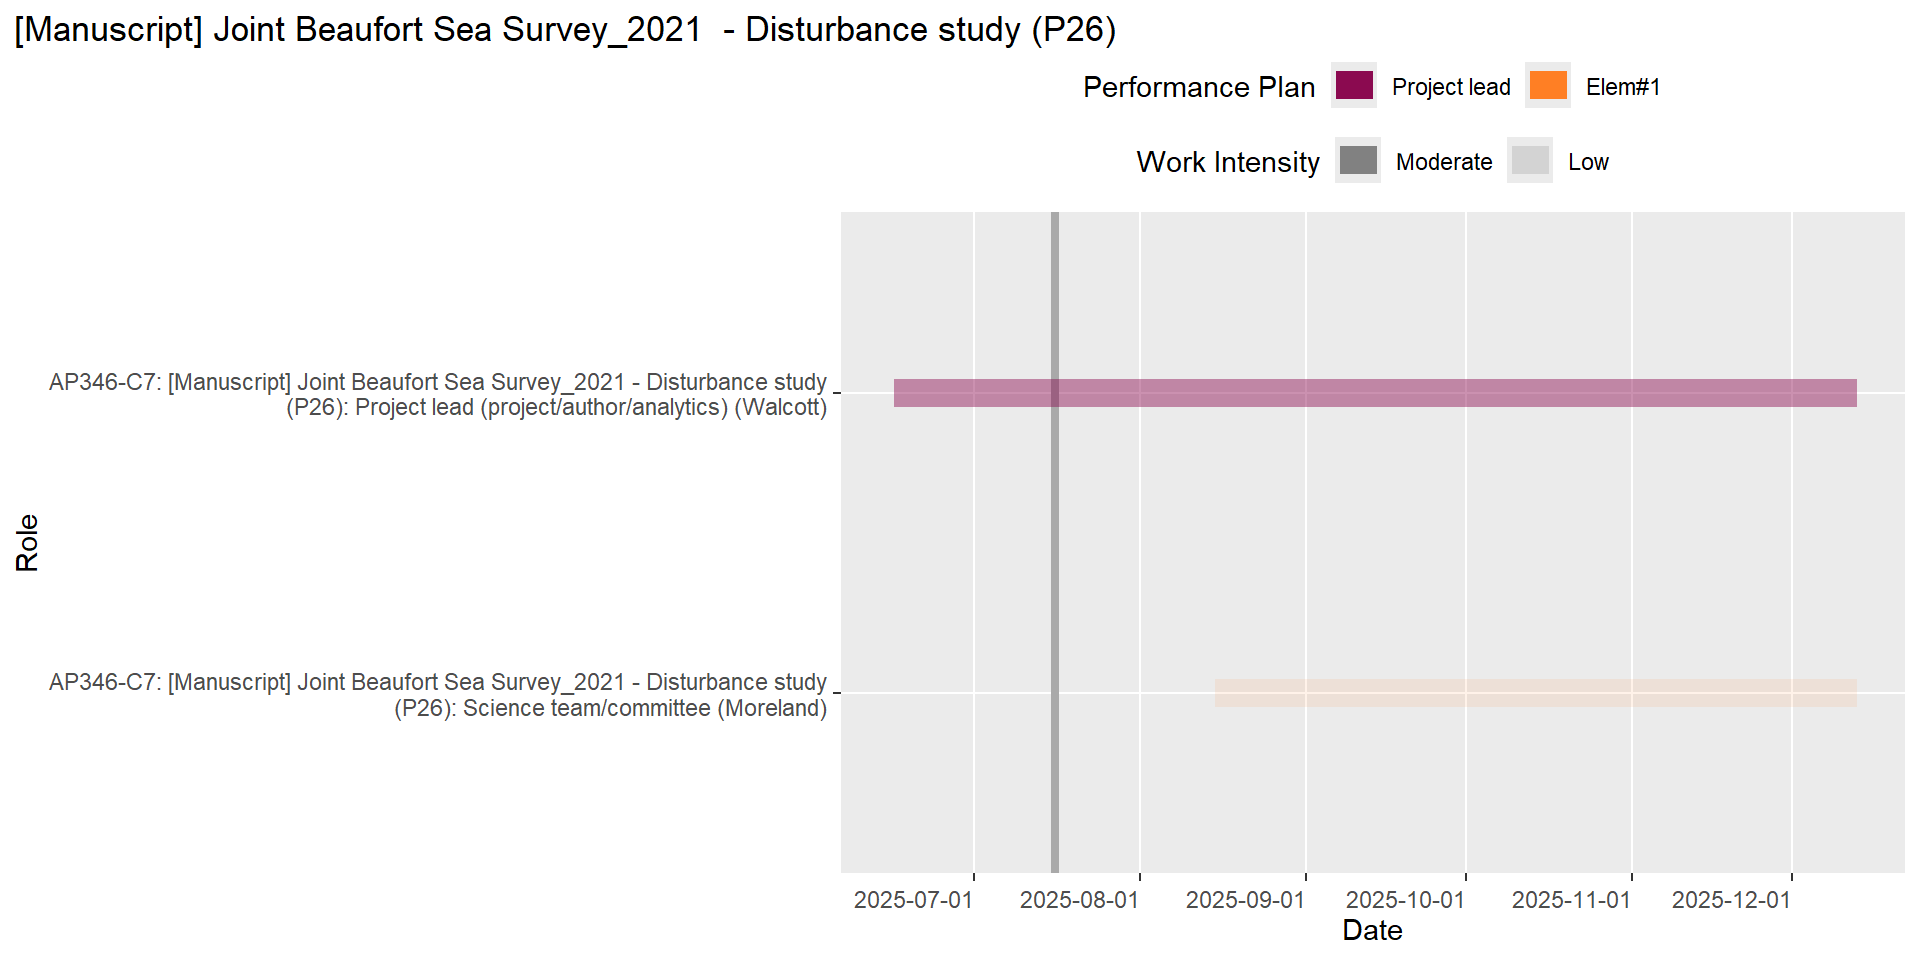 [Manuscript] Joint Beaufort Sea Survey_2021  - Disturbance study (P26)
Performance Plan Project lead Elem#1
Work Intensity Moderate Low
AP346-C7: [Manuscript] Joint Beaufort Sea Survey_2021 - Disturbance study
(P26): Project lead (project/author/analytics) (Walcott)
Role
AP346-C7: [Manuscript] Joint Beaufort Sea Survey_2021 - Disturbance study
(P26): Science team/committee (Moreland)
2025-07-01 2025-08-01 2025-09-01 2025-10-01 2025-11-01 2025-12-01
Date